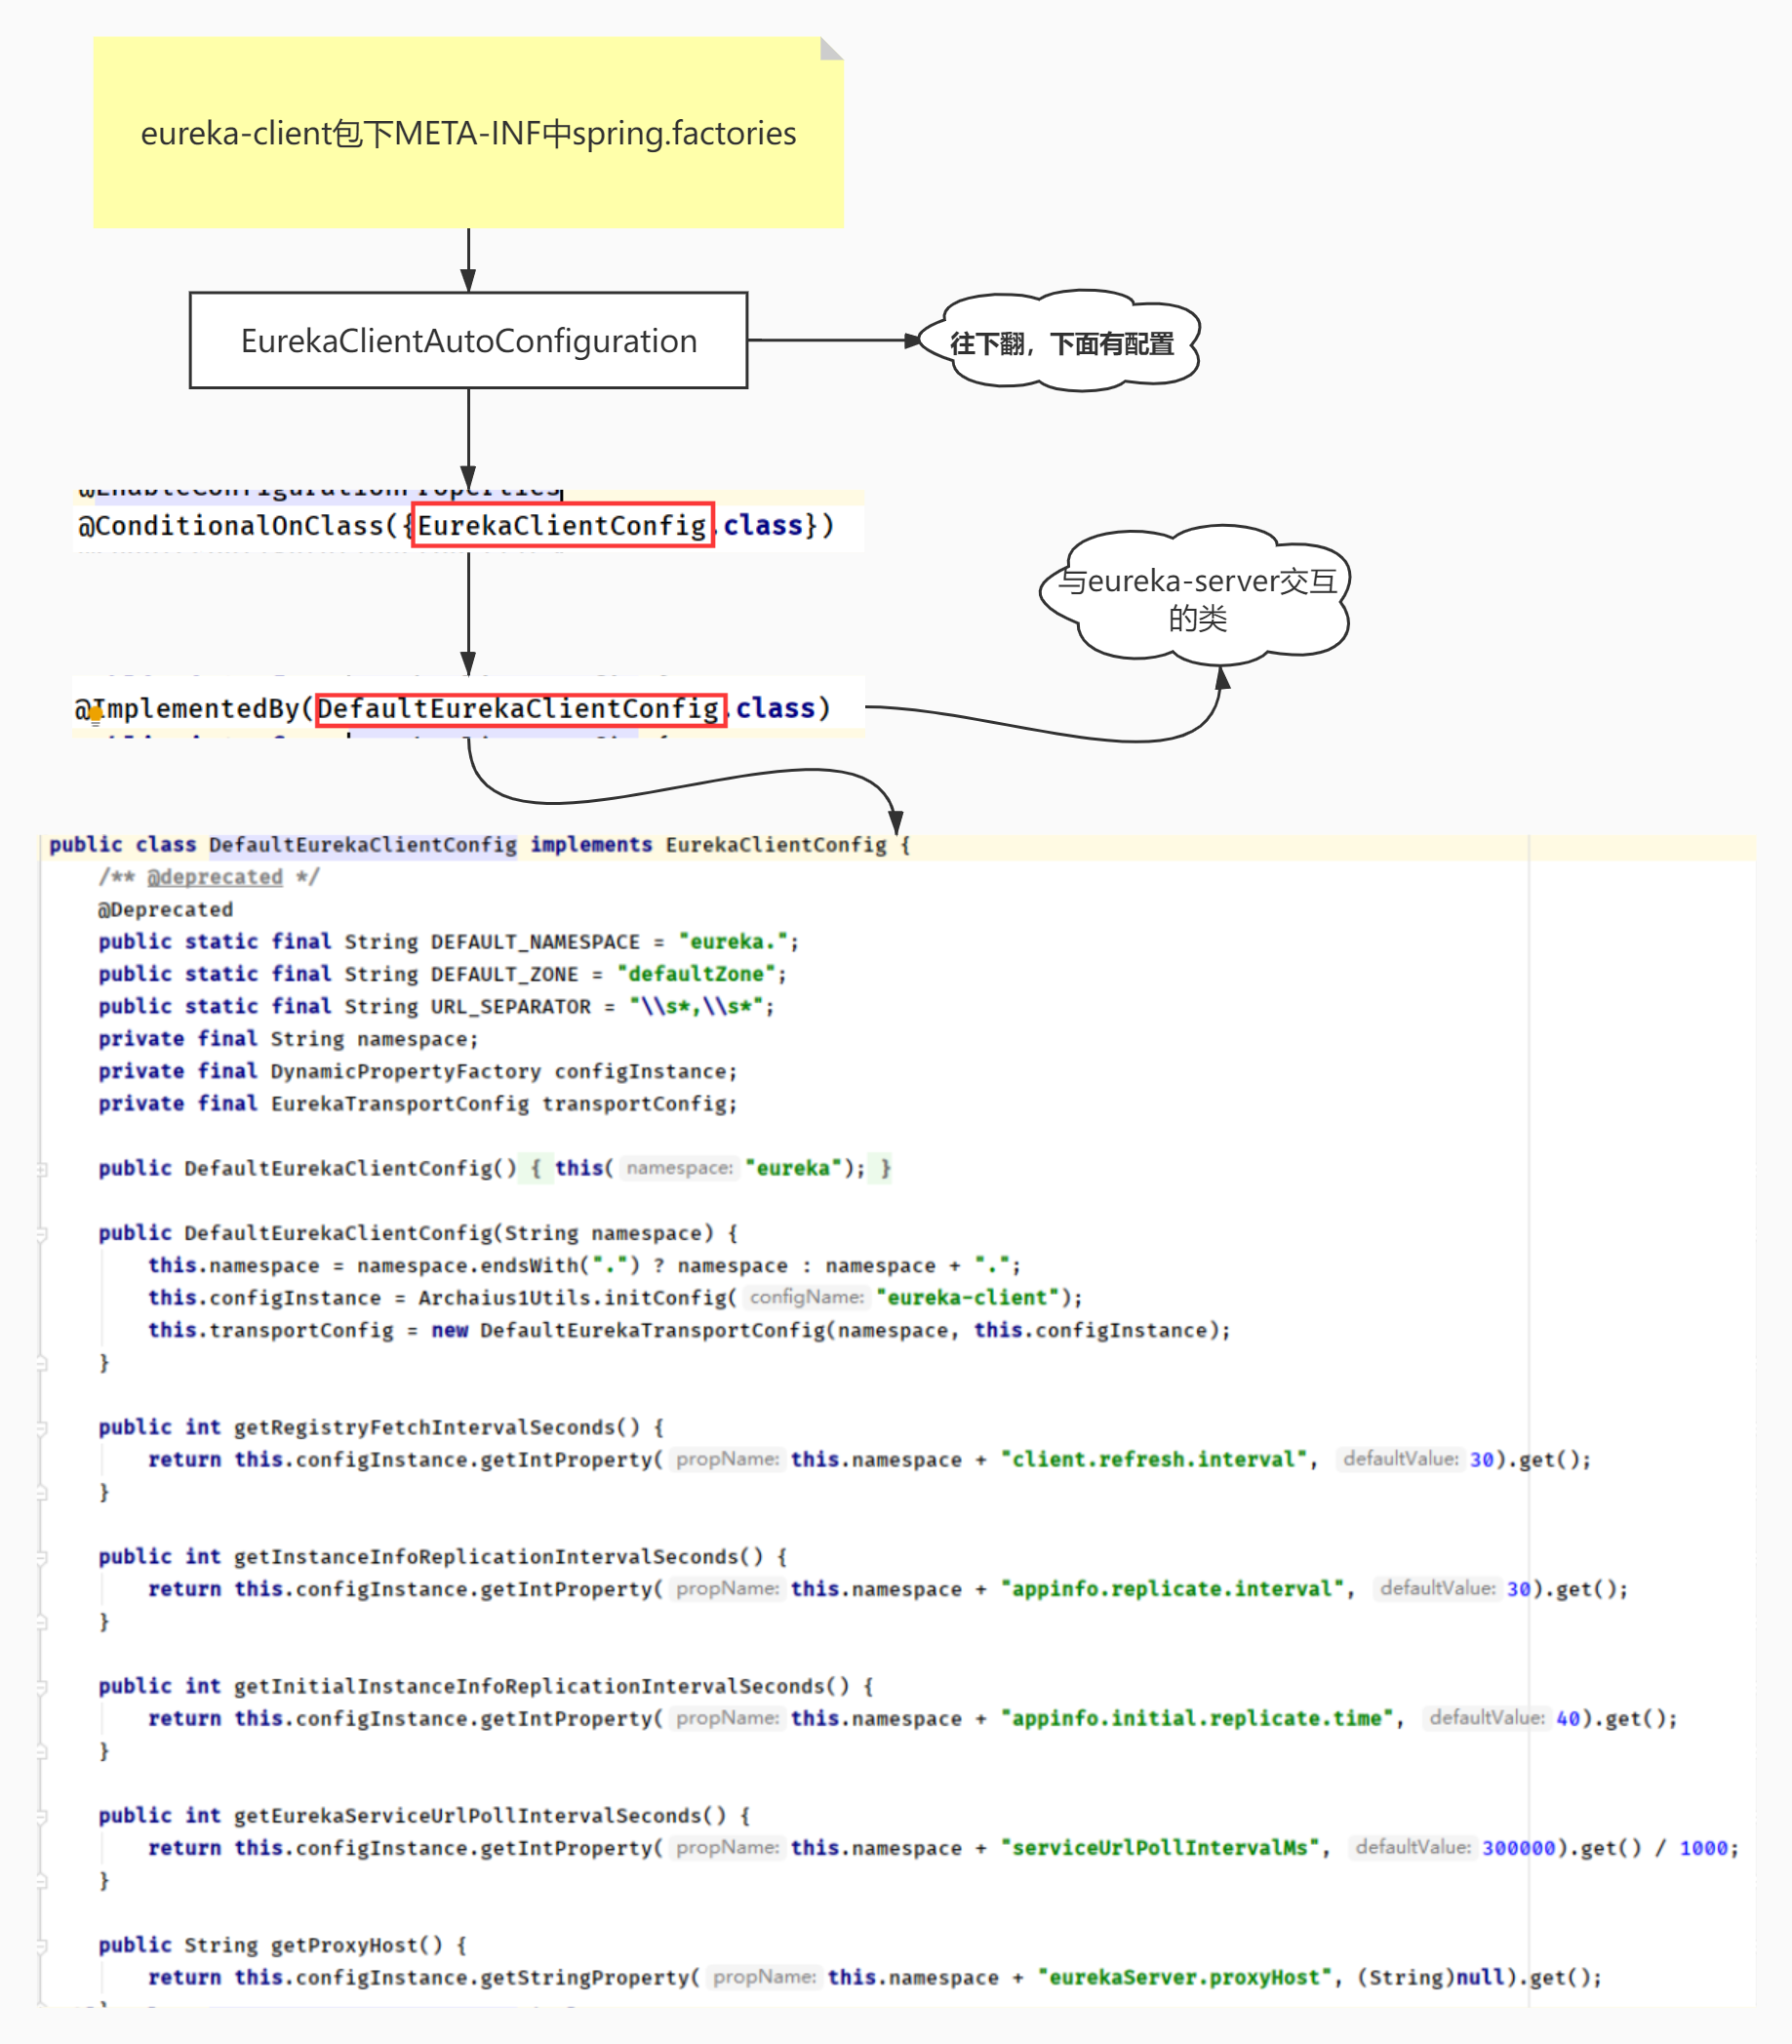 eureka-client包下META-INF中spring.factories
EurekaClientAutoConfiguration
往下翻，下面有配置
@EnableConfigurationProperties
@ConditionalOnClass({EurekaClientConfig.class})
与eureka-server交互
的类
@ImplementedBy(DefaultEurekaClientConfig.class)
public class DefaultEurekaClientConfig implements EurekaClientConfig {
/** @deprecated */
@Deprecated
public static final String DEFAULT_NAMESPACE = "eureka.";
public static final String DEFAULT_ZONE = "defaultZone";
public static final String URL_SEPARATOR = "\\s*,\\s*";
private final String namespace;
private final DynamicPropertyFactory configInstance;
private final EurekaTransportConfig transportConfig;
public DefaultEurekaClientConfig() { this( namespace: "eureka"); }
public DefaultEurekaClientConfig(String namespace) {
this.namespace = namespace.endsWith(".") ? namespace : namespace + ".";
this.configInstance = Archaius1Utils.initConfig( configName: "eureka-client");
this.transportConfig = new DefaultEurekaTransportConfig(namespace, this.configInstance);
}
public int getRegistryFetchIntervalSeconds() {
return this.configInstance.getIntProperty( propName: this.namespace + "client.refresh.interval", defaultValue: 30).get();
}
public int getInstanceInfoReplicationIntervalSeconds() {
return this.configInstance.getIntProperty( propName: this.namespace + "appinfo.replicate.interval", defaultValue: 30).get();
}
public int getInitialInstanceInfoReplicationIntervalSeconds() {
return this.configInstance.getIntProperty( propName: this.namespace + "appinfo.initial.replicate.time", defaultValue: 40).get();
}
public int getEurekaServiceUrlPollIntervalSeconds() {
return this.configInstance.getIntProperty( propName: this.namespace + "serviceUrlPollIntervalMs", defaultValue: 300000).get() / 1000;
}
public String getProxyHost() {
return this.configInstance.getStringProperty( propName: this.namespace + "eurekaServer.proxyHost", (String)null).get();
}